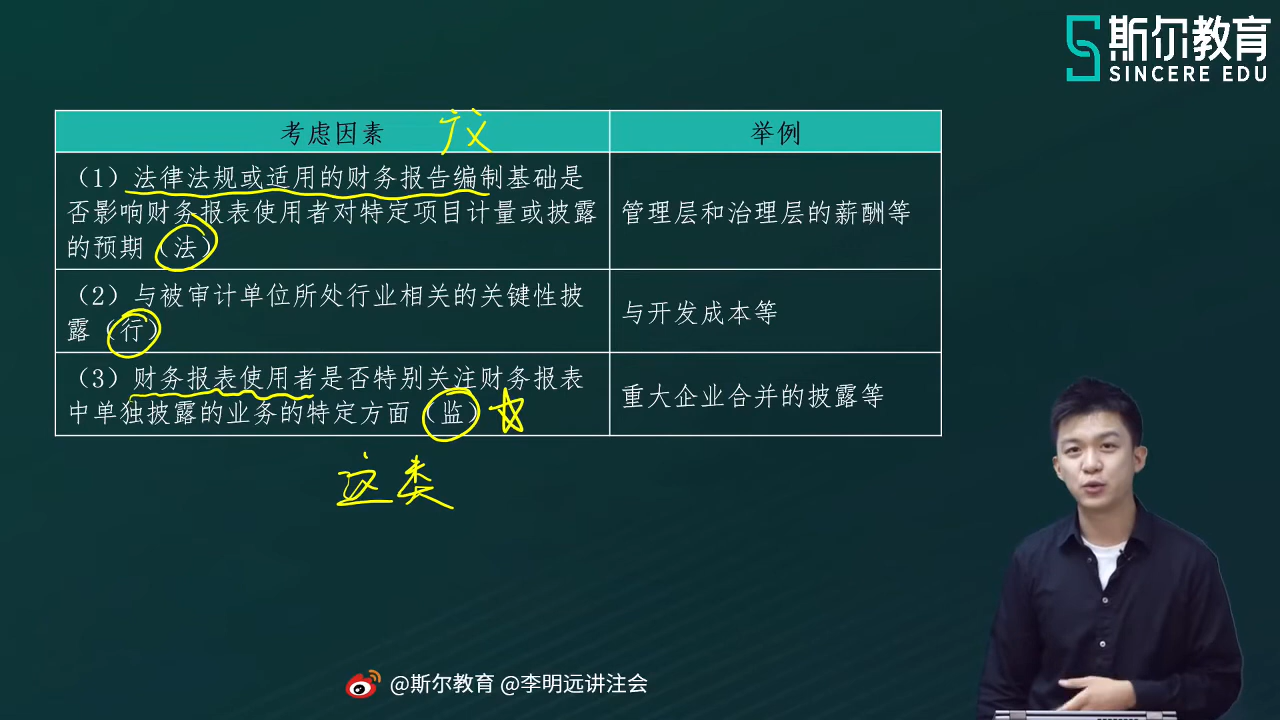 斯尔教育
SINCERE EDU
考虑因素
举例
（1）法律法规或适用的财务报告编制基础是
否影响财务报表使用者对特定项目计量或披露
的预期（法）
管理层和治理层的薪酬等
（2）与被审计单位所处行业相关的关键性披
露（行）
与开发成本等
（3）财务报表使用者是否特别关注财务报表
中单独披露的业务的特定方面（监）
重大企业合并的披露等
这类
@斯尔教育 @李明远讲注会